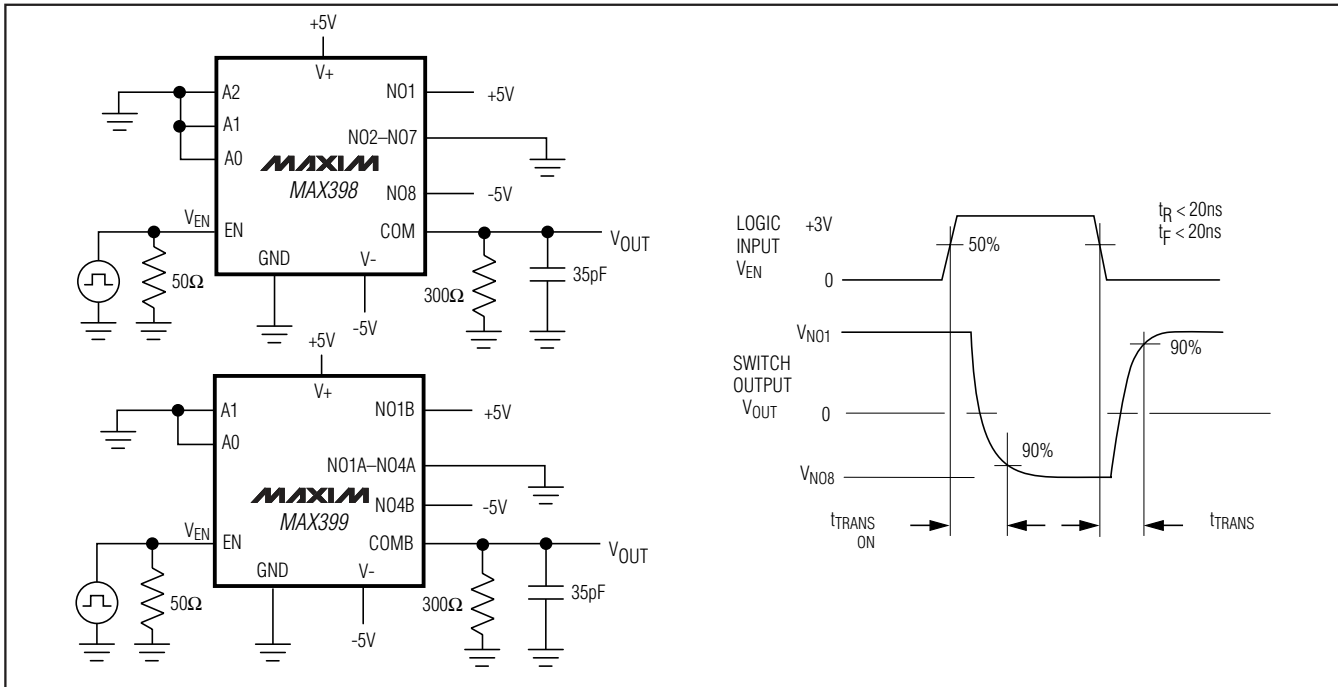 +5V
V+
A2
A1
A0
NO1
+5V
NO2–NO7
MAXIM
MAX398
NO8
-5V
VEN
EN
COM
VOUT
GND
V-
50Ω
300Ω
35pF
-5V
+5V
V+
A1
A0
NO1B
+5V
NO1A–NO4A
MAXIM
MAX399
NO4B
-5V
VEN
EN
COMB
VOUT
GND
V-
50Ω
300Ω
35pF
-5V
LOGIC
INPUT
VEN
+3V
50%
0
tR < 20ns
tF < 20ns
VNO1
SWITCH
OUTPUT
VOUT
0
90%
90%
VNO8
tTRANS
ON
tTRANS